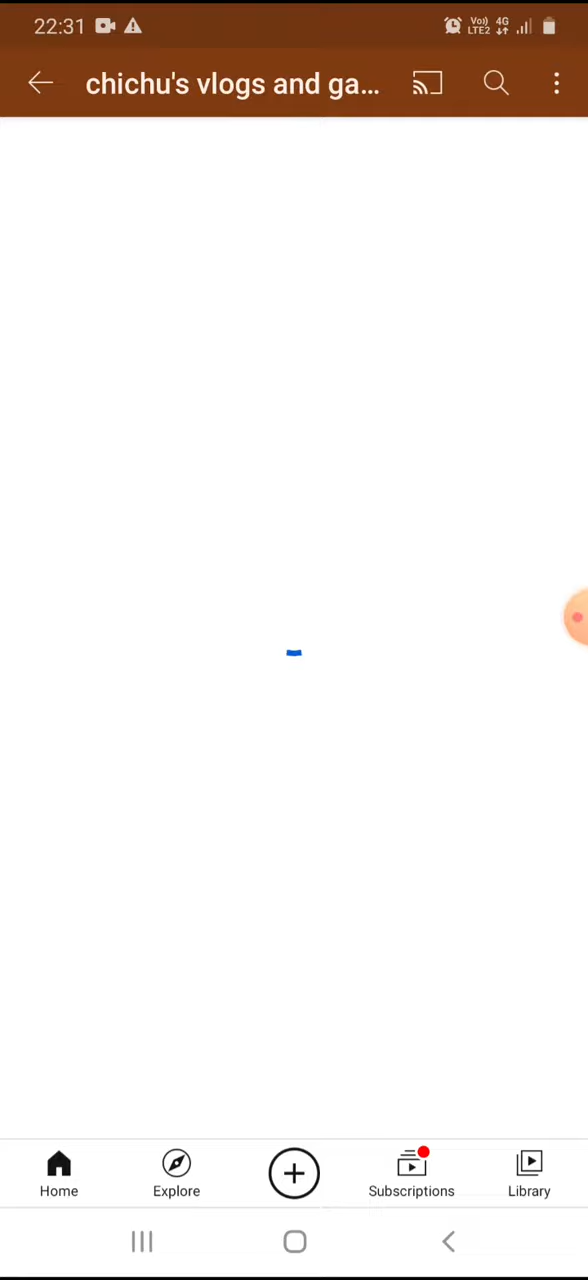 22:31
Vo)) 4G
LTE2
chichu's vlogs and ga...
Home
Explore
Subscriptions
Library